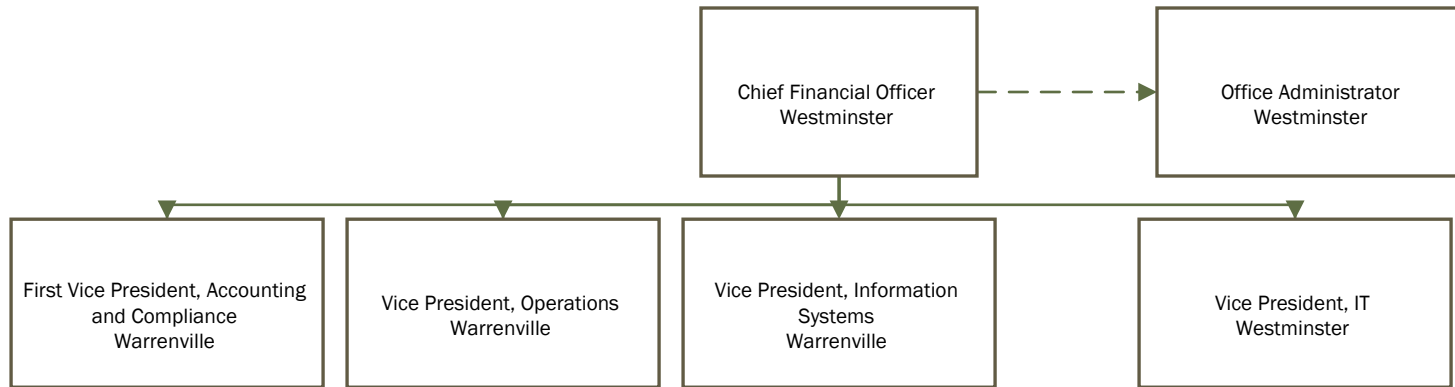 Chief Financial Officer
Westminster
Office Administrator
Westminster
First Vice President, Accounting
and Compliance
Warrenville
Vice President, Operations
Warrenville
Vice President, Information
Systems
Warrenville
Vice President, IT
Westminster